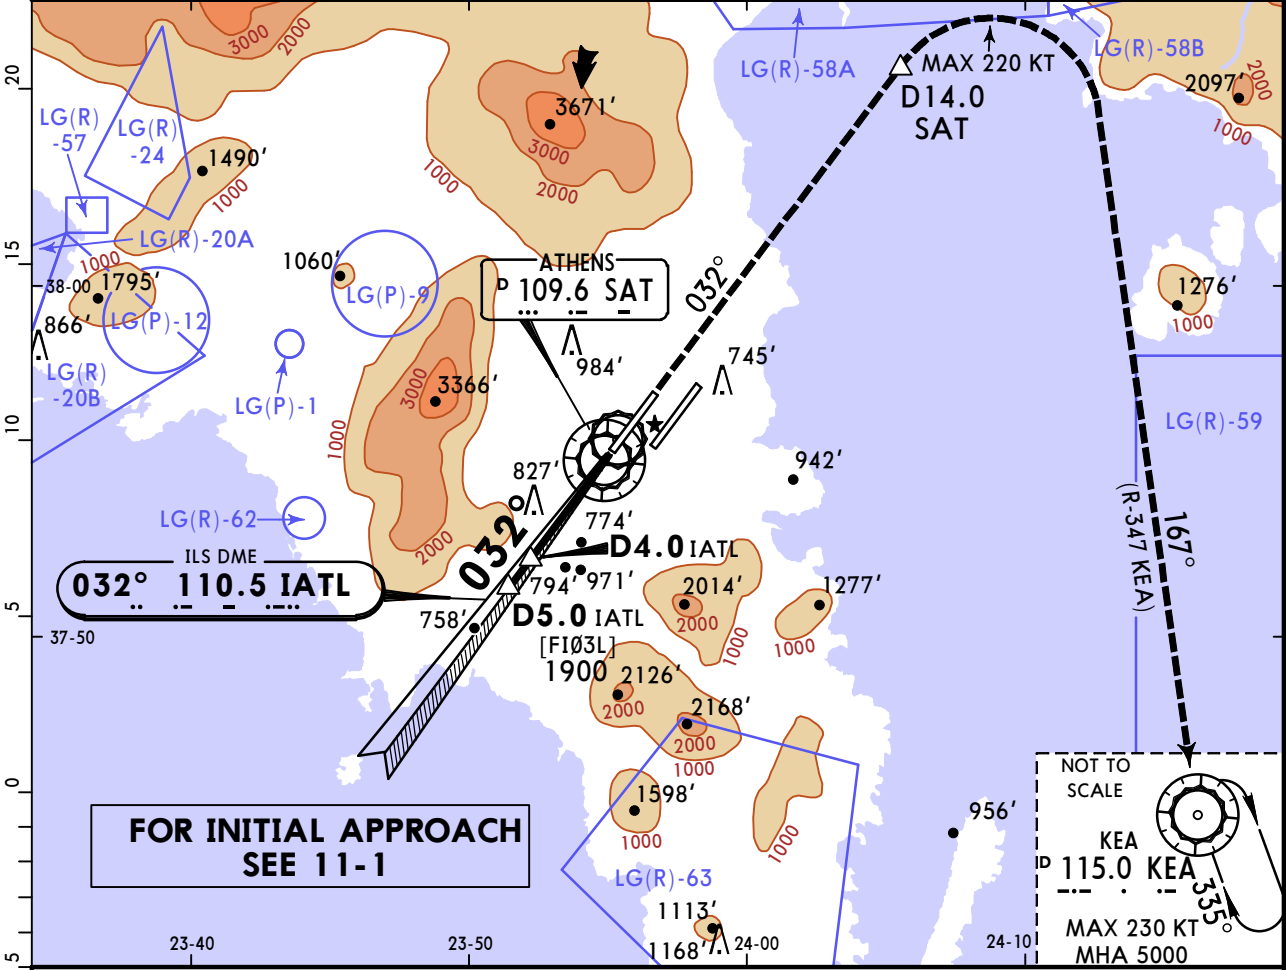 3000
2000
LG(R)-58A
LG(R)-58B
MAX 220 KT
D14.0
SAT
2097′
2000
1000
20
LG(R)
-57
LG(R)
-24
1490′
1000
3671′
3000
2000
1000
LG(R)-20A
1000
1795′
38-00
866′
LG(P)-12
LG(R)
-20B
1060′
LG(P)-9
LG(P)-1
15
ATHENS
D 109.6 SAT
984′
032°
745′
1276′
1000
3366′
3000
1000
2000
10
LG(R)-59
942′
827′
774′
032°
LG(R)-62
D4.0 IATL
794′
971′
ILS DME
032° 110.5 IATL
758′
D5.0 IATL
[FIØ3L]
1900
2014′
2000
1000
1277′
1000
167°
(R-347 KEA)
5
37-50
2126′
2000
2168′
2000
1000
1598′
1000
1000
0
FOR INITIAL APPROACH
SEE 11-1
LG(R)-63
956′
NOT TO
SCALE
KEA
D 115.0 KEA
335°
MAX 230 KT
MHA 5000
1113′
1168′
5
23-40
23-50
24-00
24-10